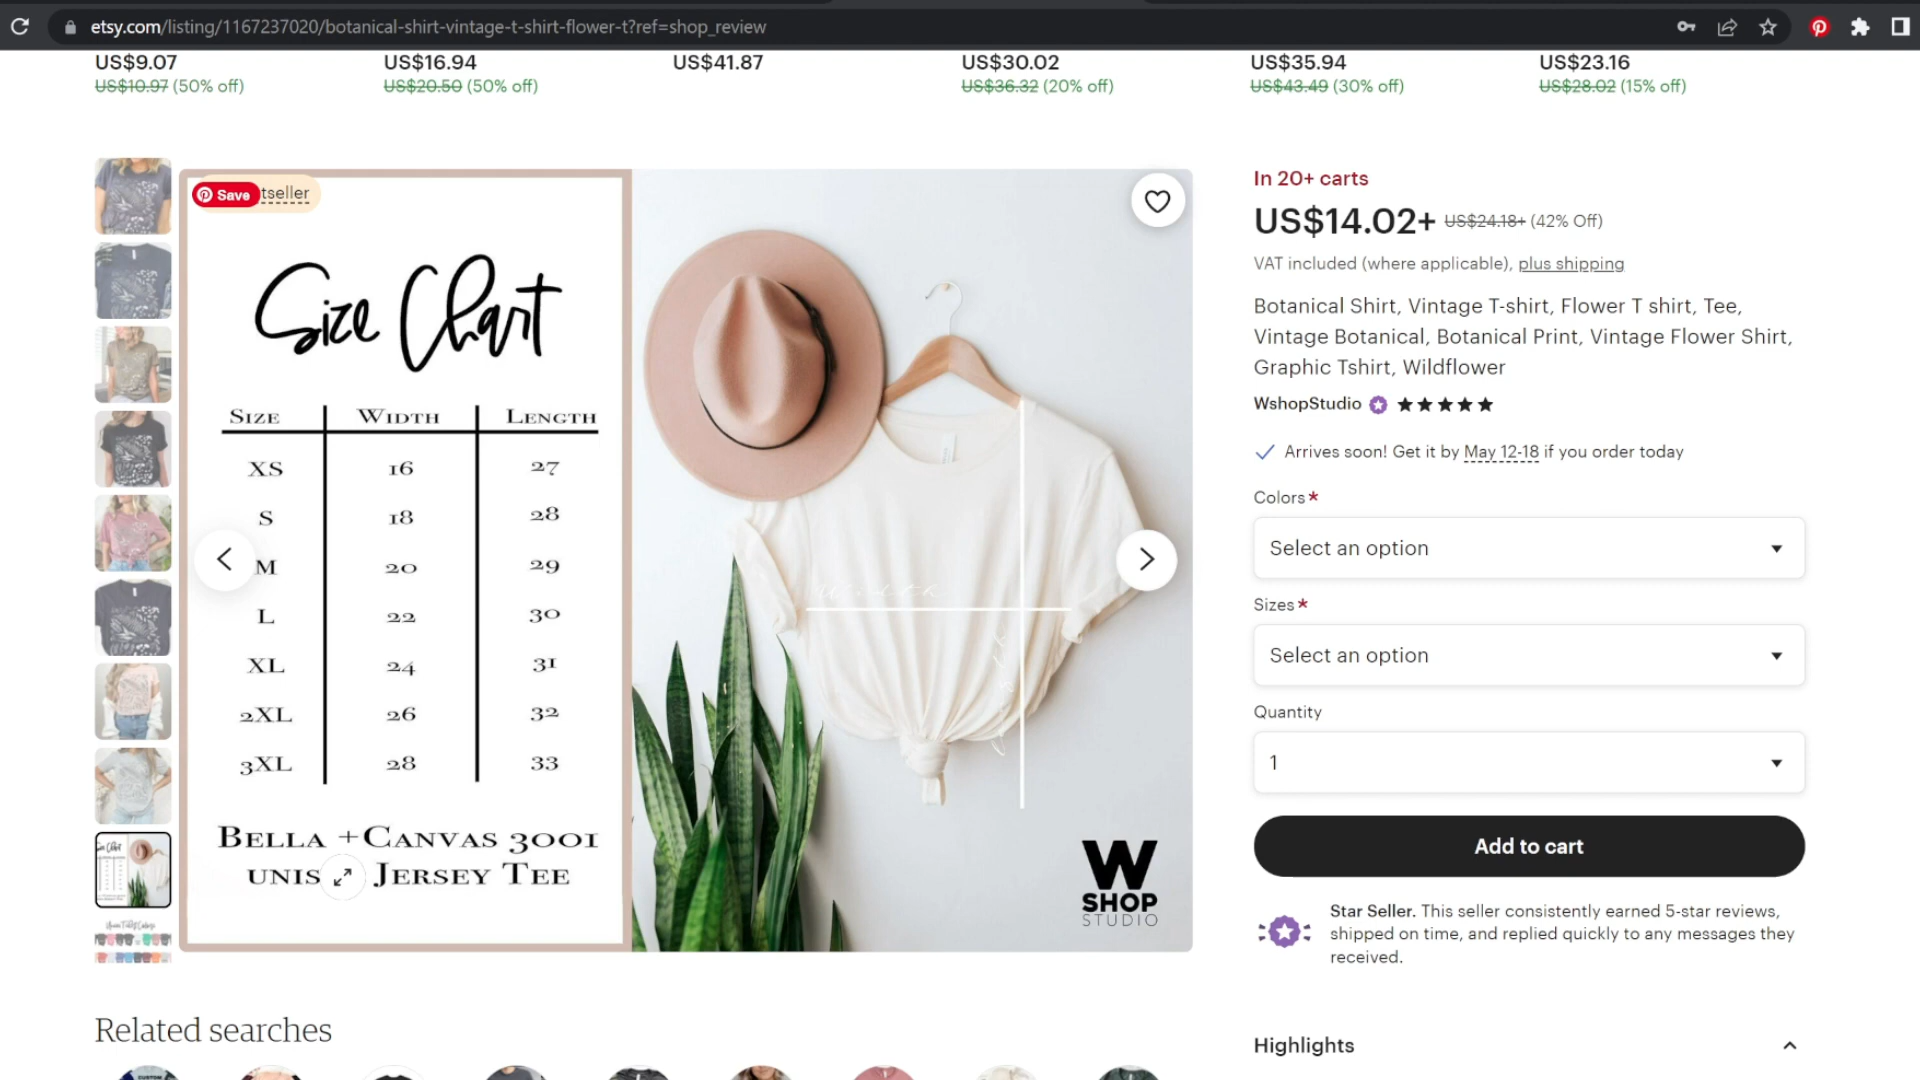 etsy.com/listing/1167237020/botanical-shirt-vintage-t-shirt-flower-t?ref=shop_review
US$9.07
US$10.97 (50% off)
US$16.94
US$20.50 (50% off)
US$41.87
US$30.02
US$36.32 (20% off)
US$35.94
US$43.49 (30% off)
US$23.16
US$28.02 (15% off)
Save
tseller
Size Chart
SIZE WIDTH LENGTH
XS 16 27
S 18 28
M 20 29
L 22 30
XL 24 31
2XL 26 32
3XL 28 33
BELLA +CANVAS 3001
UNIS JERSEY TEE
Width
W
SHOP
STUDIO
In 20+ carts
US$14.02+ US$24.18+ (42% Off)
VAT included (where applicable), plus shipping
Botanical Shirt, Vintage T-shirt, Flower T shirt, Tee,
Vintage Botanical, Botanical Print, Vintage Flower Shirt,
Graphic Tshirt, Wildflower
WshopStudio
Arrives soon! Get it by May 12-18 if you order today
Colors*
Select an option
Sizes*
Select an option
Quantity
1
Add to cart
Star Seller. This seller consistently earned 5-star reviews,
shipped on time, and replied quickly to any messages they
received.
Related searches
Highlights